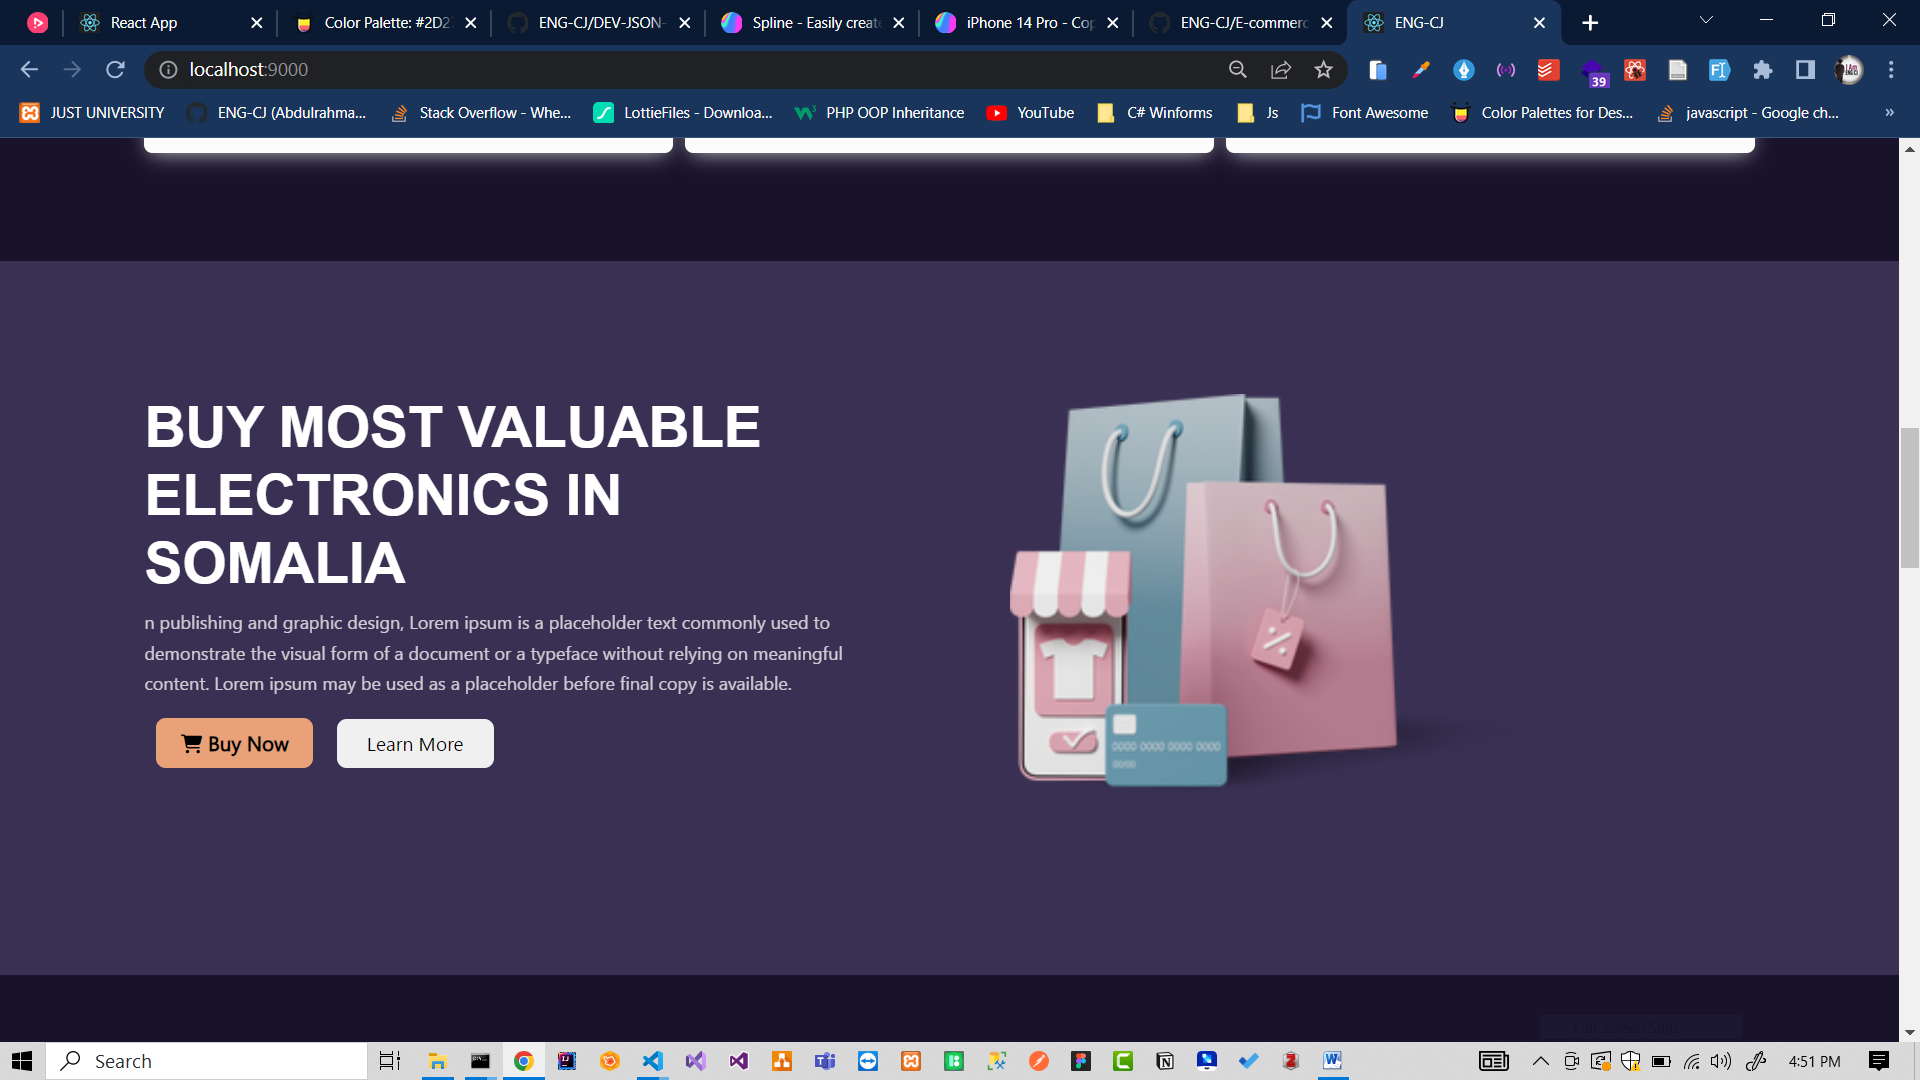 React App
Color Palette: #2D2
ENG-CJ/DEV-JSON-
Spline - Easily create
iPhone 14 Pro - Cop
ENG-CJ/E-commerc
ENG-CJ
localhost:9000
39
JUST UNIVERSITY
ENG-CJ (Abdulrahma...
Stack Overflow - Whe...
LottieFiles - Downloa...
PHP OOP Inheritance
YouTube
C# Winforms
Js
Font Awesome
Color Palettes for Des...
javascript - Google ch...
»
BUY MOST VALUABLE
ELECTRONICS IN
SOMALIA
n publishing and graphic design, Lorem ipsum is a placeholder text commonly used to
demonstrate the visual form of a document or a typeface without relying on meaningful
content. Lorem ipsum may be used as a placeholder before final copy is available.
Buy Now
Learn More
%
0000 0000 0000 0000
00/00
Search
4:51 PM